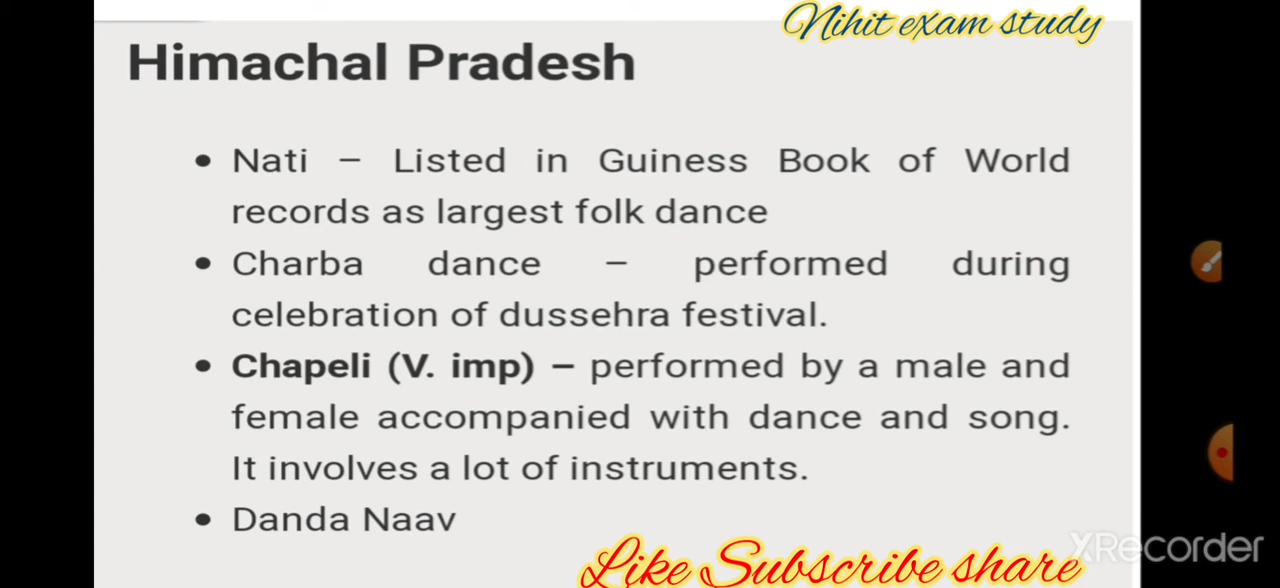 Nihit exam study
Himachal Pradesh
• Nati – Listed in Guiness Book of World
records as largest folk dance
• Charba dance – performed during
celebration of dussehra festival.
• Chapeli (V. imp) – performed by a male and
female accompanied with dance and song.
It involves a lot of instruments.
• Danda Naav
Like Subscribe share
XRecorder